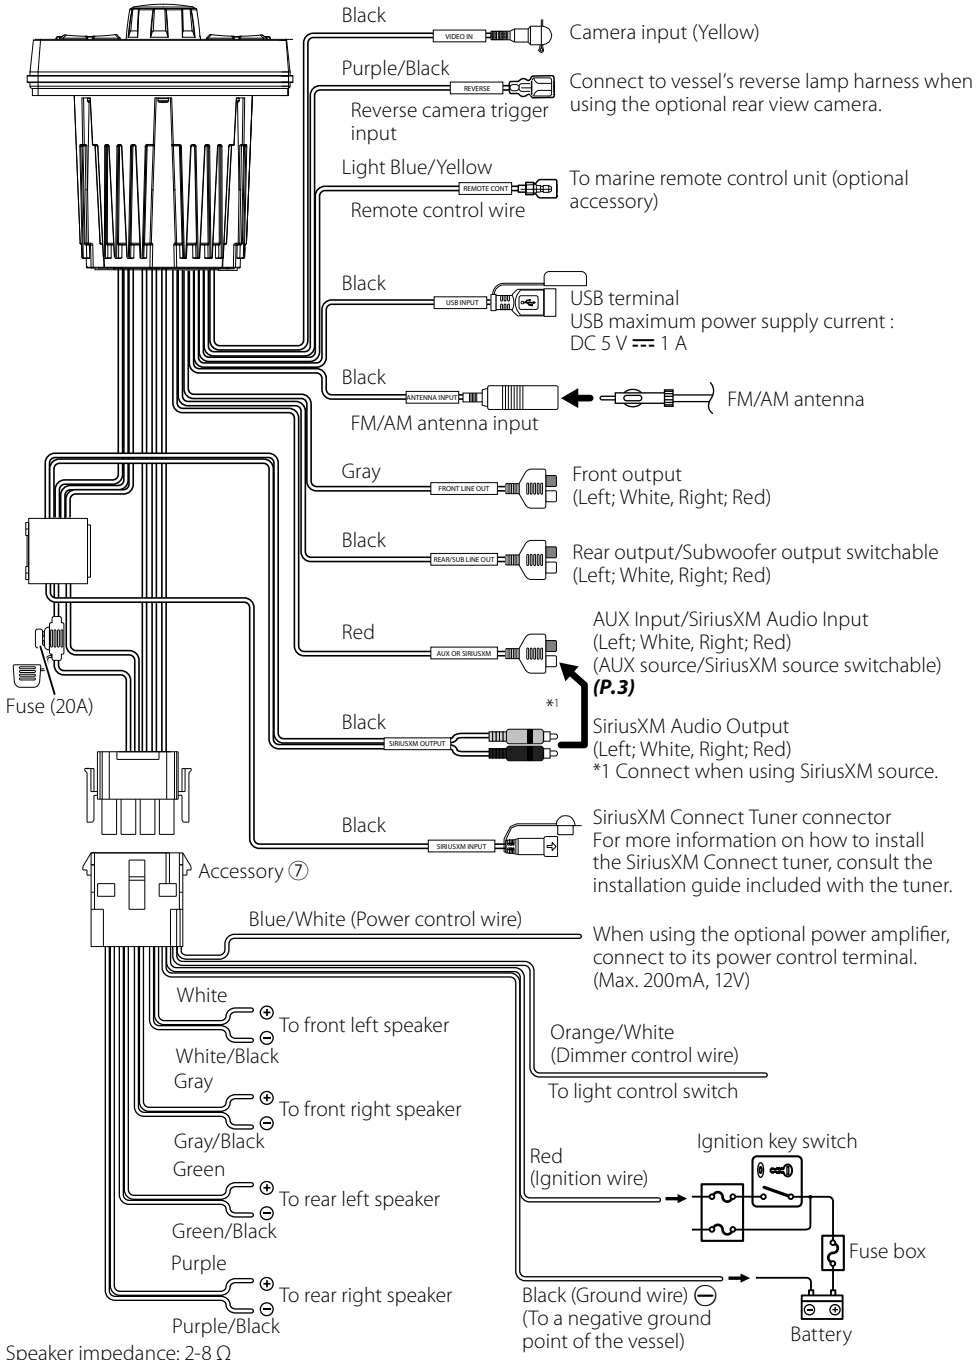 Black
VIDEO IN
Camera input (Yellow)
Purple/Black
REVERSE
Reverse camera trigger
input
Connect to vessel's reverse lamp harness when
using the optional rear view camera.
Light Blue/Yellow
REMOTE CONT
Remote control wire
To marine remote control unit (optional
accessory)
Black
USB INPUT
USB terminal
USB maximum power supply current :
DC 5 V ⎓ 1 A
Black
ANTENNA INPUT
FM/AM antenna input
FM/AM antenna
Gray
FRONT LINE OUT
Front output
(Left; White, Right; Red)
Black
REAR/SUB LINE OUT
Rear output/Subwoofer output switchable
(Left; White, Right; Red)
Red
AUX OR SIRIUSXM
AUX Input/SiriusXM Audio Input
(Left; White, Right; Red)
(AUX source/SiriusXM source switchable)
(P.3)
Fuse (20A)
*1
Black
SIRIUSXM OUTPUT
SiriusXM Audio Output
(Left; White, Right; Red)
*1 Connect when using SiriusXM source.
Black
SIRIUSXM INPUT
SiriusXM Connect Tuner connector
For more information on how to install
the SiriusXM Connect tuner, consult the
installation guide included with the tuner.
Accessory ⑦
Blue/White (Power control wire)
When using the optional power amplifier,
connect to its power control terminal.
(Max. 200mA, 12V)
White
⊕
To front left speaker
⊖
White/Black
Gray
⊕
To front right speaker
⊖
Gray/Black
Green
⊕
To rear left speaker
⊖
Green/Black
Purple
⊕
To rear right speaker
⊖
Purple/Black
Speaker impedance: 2-8 Ω
Orange/White
(Dimmer control wire)
To light control switch
Red
(Ignition wire)
Ignition key switch
Fuse box
Black (Ground wire) ⊖
(To a negative ground
point of the vessel)
⊖ ⊕
Battery